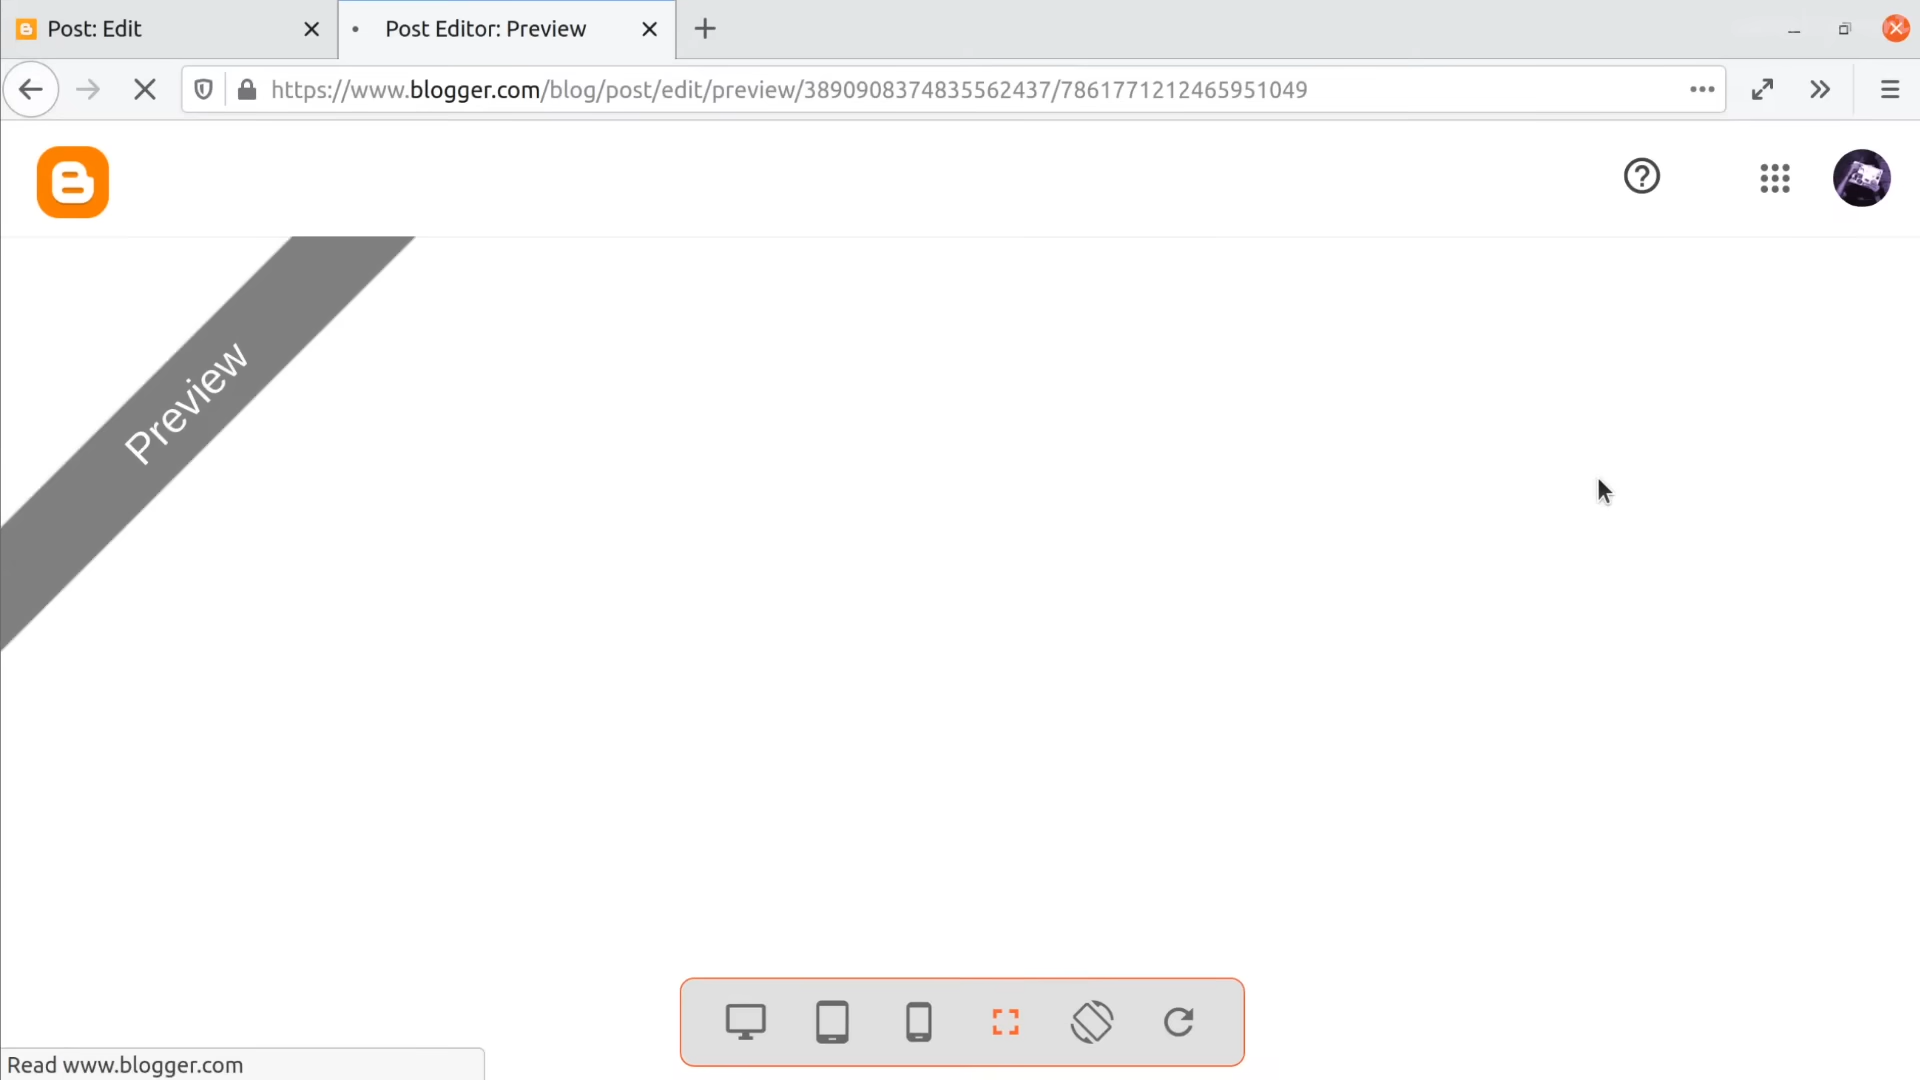 Post: Edit
Post Editor: Preview
https://www.blogger.com/blog/post/edit/preview/3890908374835562437/7861771212465951049
Preview
Read www.blogger.com